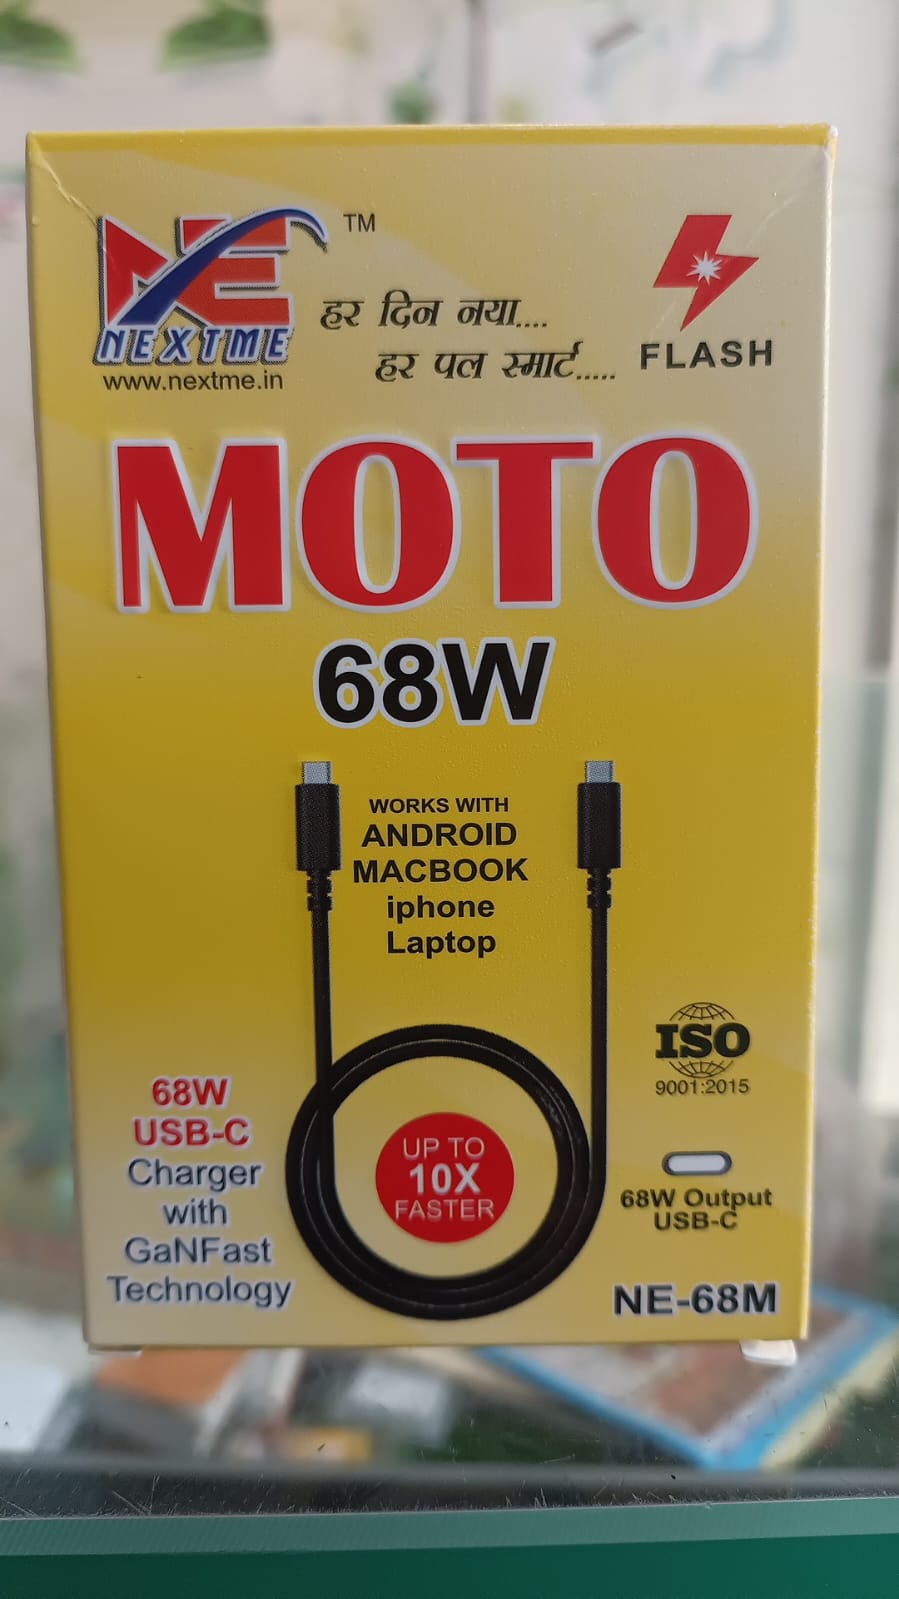 NE
TM
NEXTME
www.nextme.in
हर दिन नया....
हर पल स्मार्ट.....
FLASH
MOTO
68W
WORKS WITH
ANDROID
MACBOOK
iphone
Laptop
ISO
9001:2015
68W
USB-C
Charger
with
GaNFast
Technology
UP TO
10X
FASTER
68W Output
USB-C
NE-68M